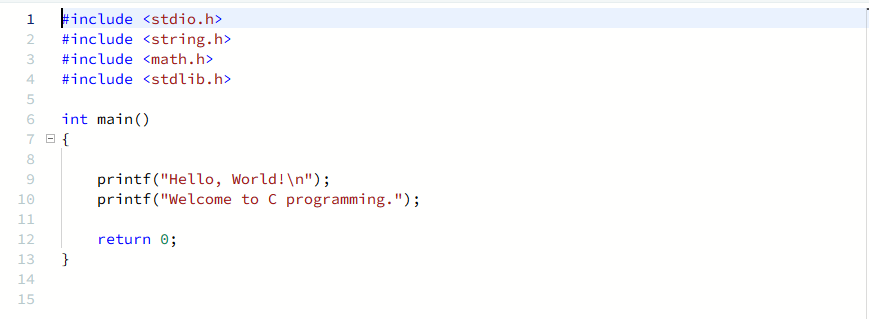 1 #include <stdio.h>
2 #include <string.h>
3 #include <math.h>
4 #include <stdlib.h>
5
6 int main()
7 {
8
9     printf("Hello, World!\n");
10     printf("Welcome to C programming.");
11
12     return 0;
13 }
14
15